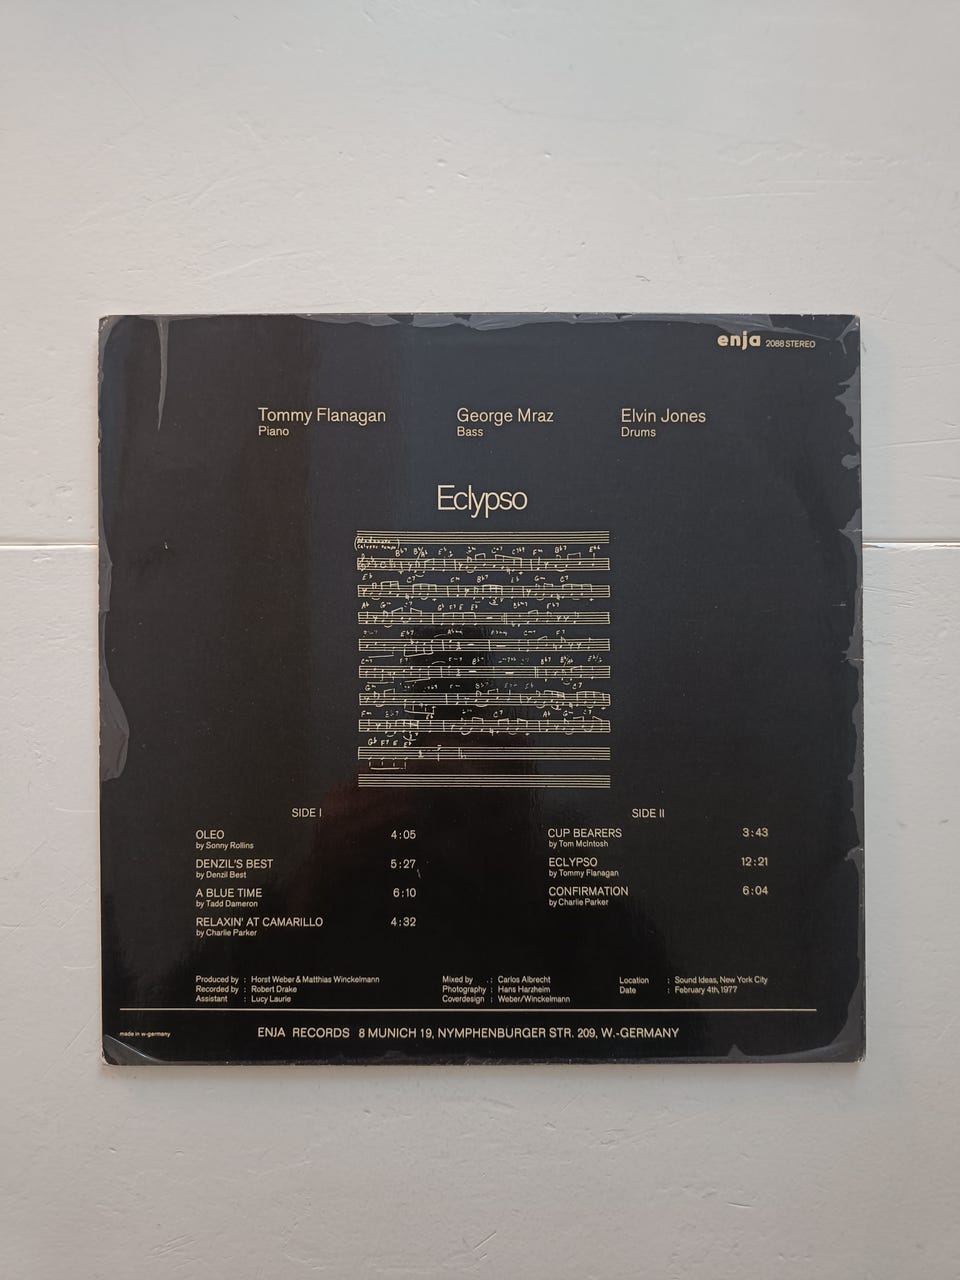 enja 2088 STEREO
Tommy Flanagan George Mraz Elvin Jones
Piano Bass Drums
Eclypso
SIDE I SIDE II
OLEO 4:05
by Sonny Rollins
DENZIL'S BEST 5:27
by Denzil Best
A BLUE TIME 6:10
by Tadd Dameron
RELAXIN' AT CAMARILLO 4:32
by Charlie Parker
CUP BEARERS 3:43
by Tom McIntosh
ECLYPSO 12:21
by Tommy Flanagan
CONFIRMATION 6:04
by Charlie Parker
Produced by : Horst Weber & Matthias Winckelmann
Recorded by : Robert Drake
Assistant : Lucy Laurie
Mixed by : Carlos Albrecht
Photography : Hans Harzheim
Coverdesign : Weber/Winckelmann
Location : Sound Ideas, New York City
Date : February 4th, 1977
made in w-germany
ENJA RECORDS 8 MUNICH 19, NYMPHENBURGER STR. 209, W.-GERMANY